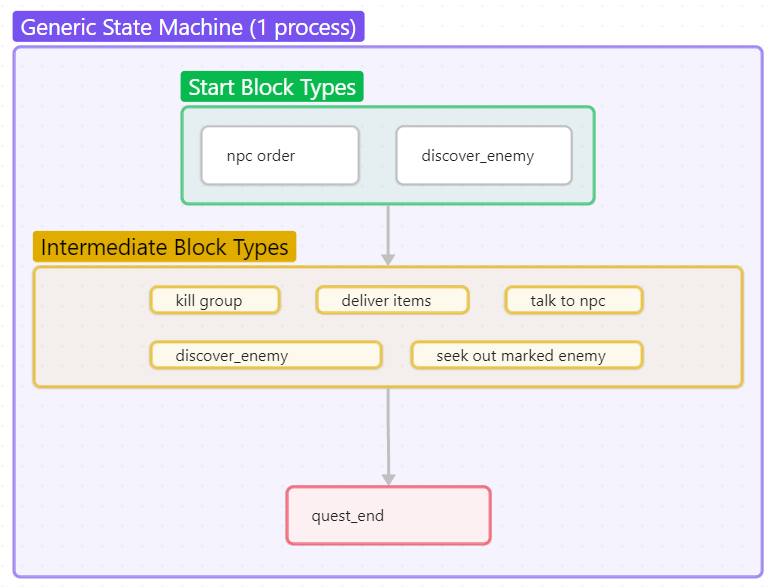 Generic State Machine (1 process)
Start Block Types
npc order
discover_enemy
Intermediate Block Types
kill group
deliver items
talk to npc
discover_enemy
seek out marked enemy
quest_end